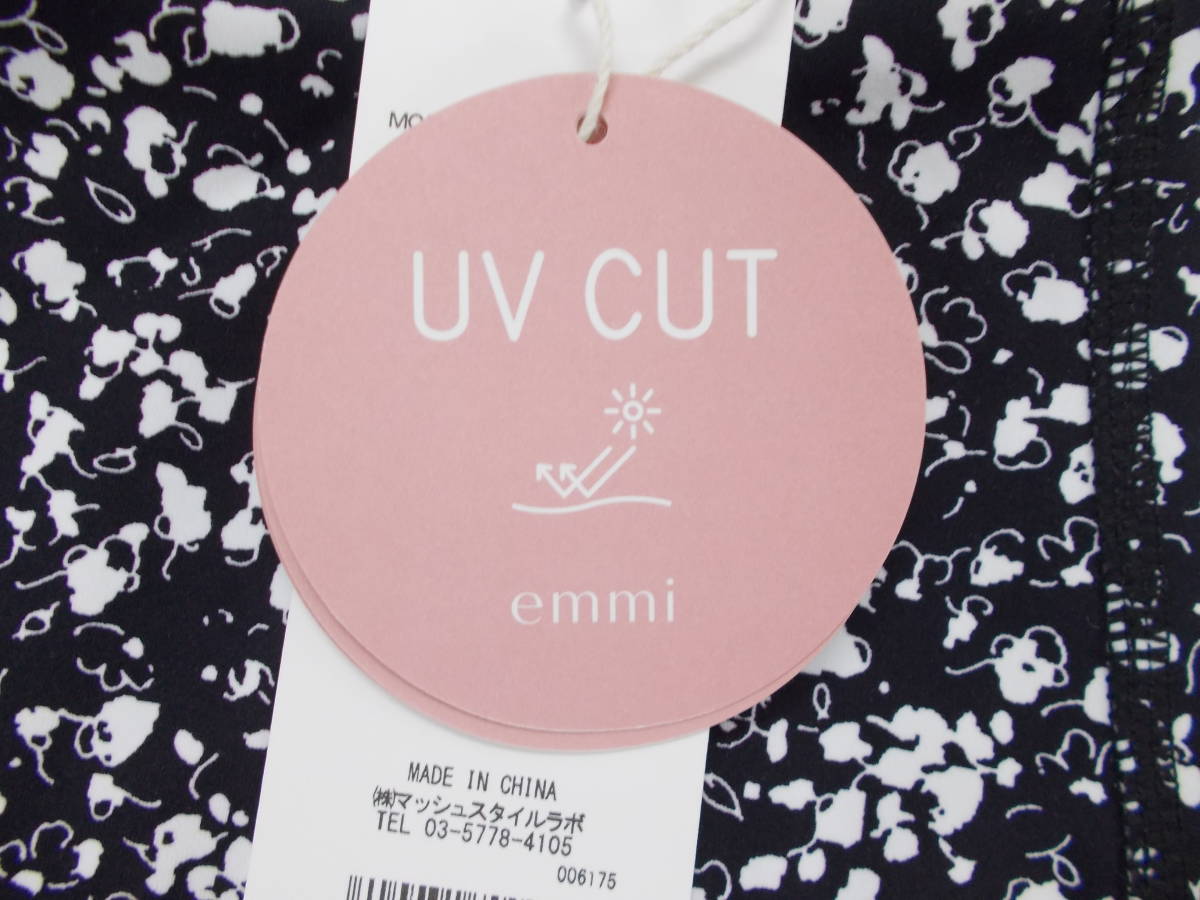 UV CUT
emmi
MADE IN CHINA
㈱マッシュスタイルラボ
TEL 03-5778-4105
006175